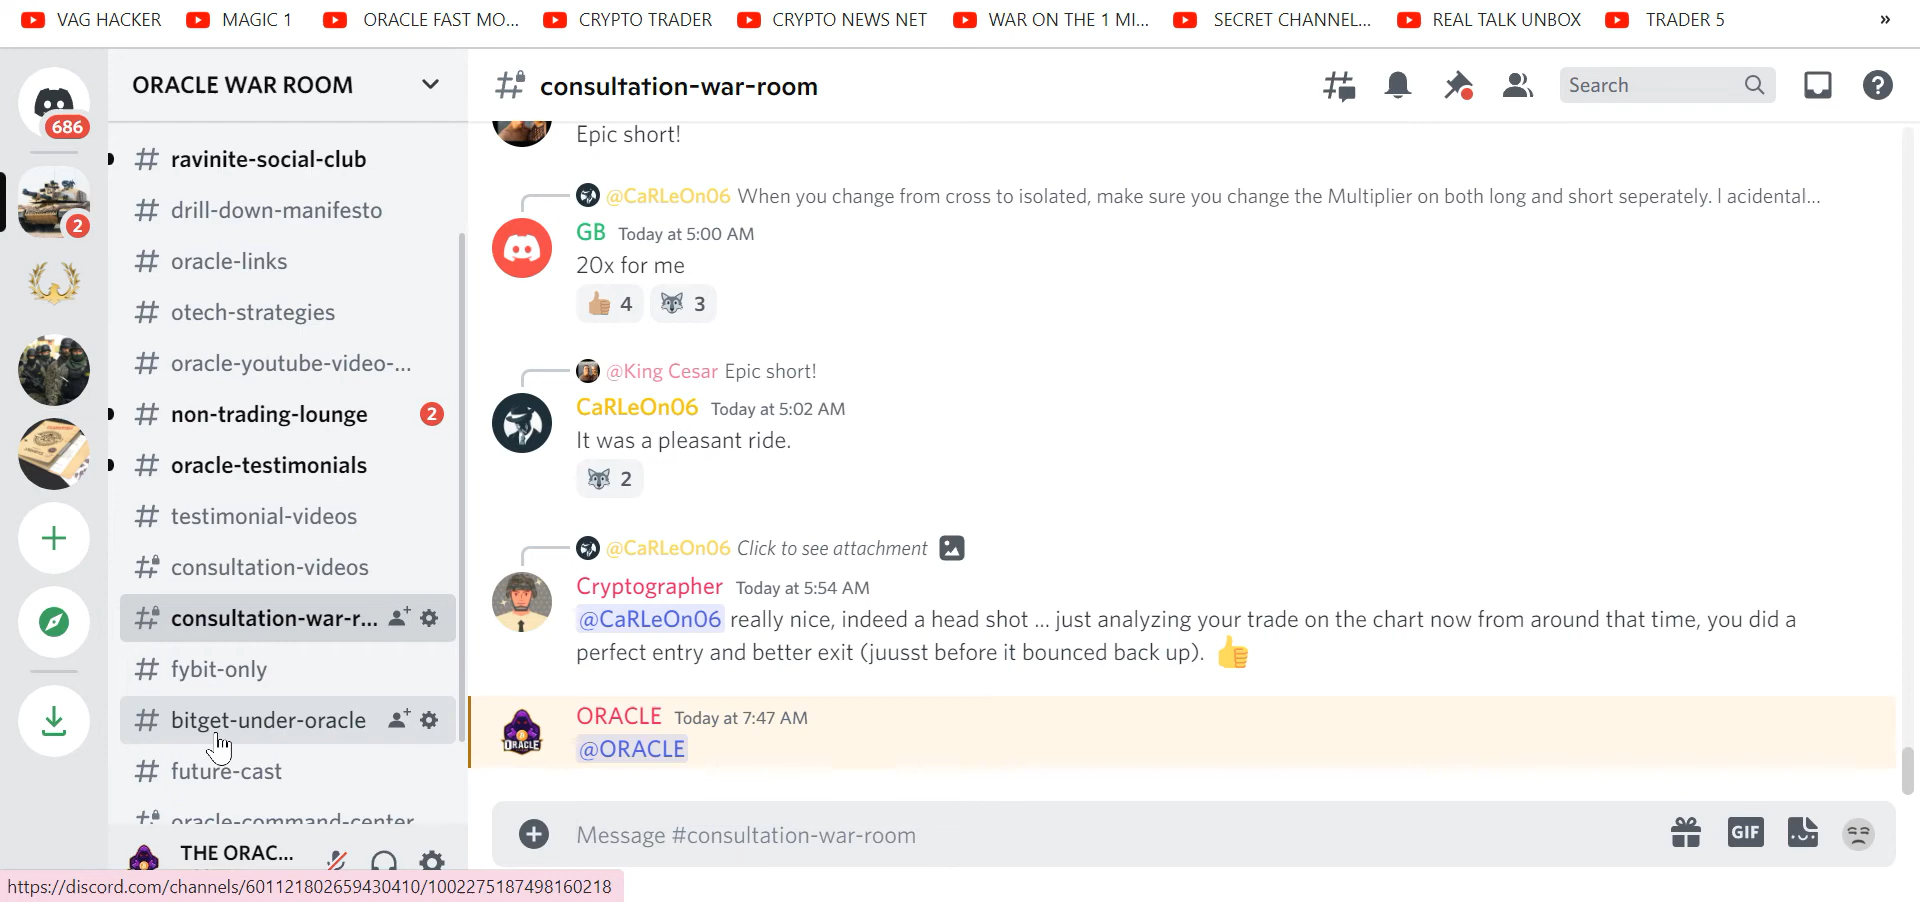 VAG HACKER MAGIC 1 ORACLE FAST MO... CRYPTO TRADER CRYPTO NEWS NET WAR ON THE 1 MI... SECRET CHANNEL... REAL TALK UNBOX TRADER 5 »
686
2
ORACLE WAR ROOM
# ravinite-social-club
# drill-down-manifesto
# oracle-links
# otech-strategies
# oracle-youtube-video-...
# non-trading-lounge 2
# oracle-testimonials
# testimonial-videos
# consultation-videos
# consultation-war-r...
# fybit-only
# bitget-under-oracle
# future-cast
# oracle-command-center
THE ORAC...
https://discord.com/channels/601121802659430410/1002275187498160218
# consultation-war-room
Search
Epic short!
@CaRLeOn06 When you change from cross to isolated, make sure you change the Multiplier on both long and short seperately. I acidental...
GB Today at 5:00 AM
20x for me
4 3
@King Cesar Epic short!
CaRLeOn06 Today at 5:02 AM
It was a pleasant ride.
2
@CaRLeOn06 Click to see attachment
Cryptographer Today at 5:54 AM
@CaRLeOn06 really nice, indeed a head shot ... just analyzing your trade on the chart now from around that time, you did a
perfect entry and better exit (juusst before it bounced back up).
ORACLE
ORACLE Today at 7:47 AM
@ORACLE
Message #consultation-war-room
GIF